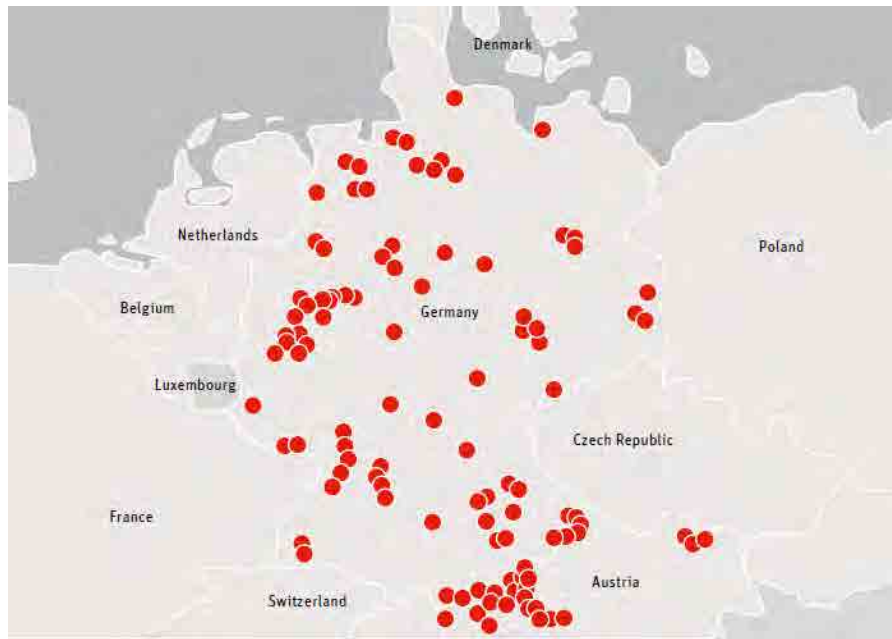 Denmark
Netherlands
Poland
Belgium
Germany
Luxembourg
Czech Republic
France
Austria
Switzerland